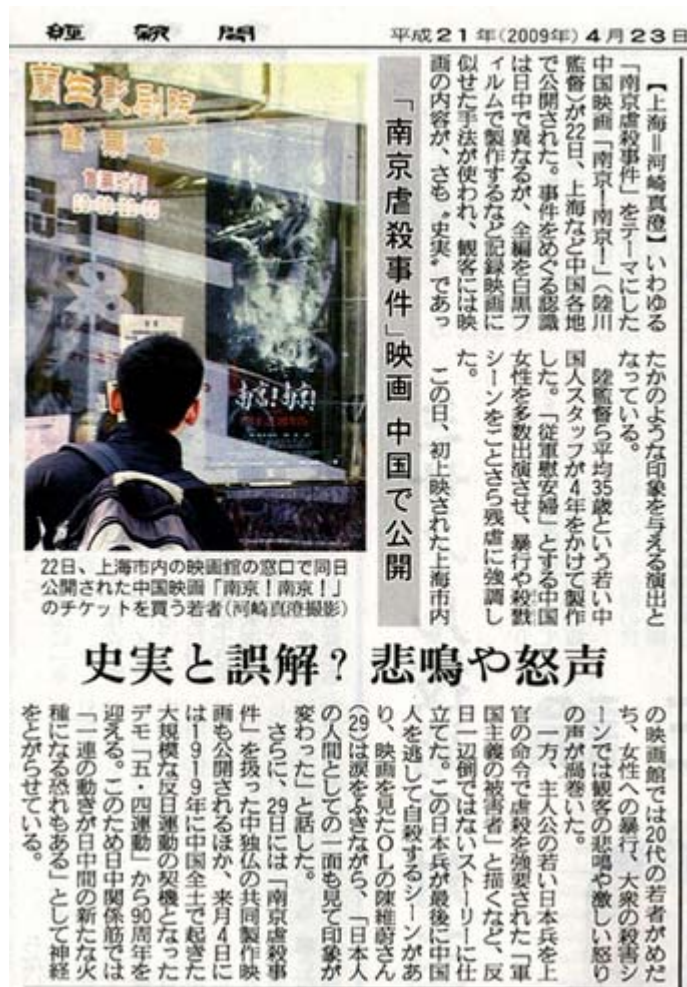 産経新聞
平成21年(2009年)4月23日
「南京虐殺事件」映画 中国で公開
【上海＝河崎真澄】いわゆる
「南京虐殺事件」をテーマにした
中国映画「南京！南京！」（陸川
監督）が22日、上海など中国各地
で公開された。事件をめぐる認識
は日中で異なるが、全編を白黒フ
ィルムで製作するなど記録映画に
似せた手法が使われ、観客には映
画の内容が、さも〝史実〟であっ
たかのような印象を与える演出と
なっている。
陸監督ら平均35歳という若い中
国人スタッフが4年をかけて製作
した。「従軍慰安婦」とする中国
女性を多数出演させ、暴行や殺戮
シーンをことさら残虐に強調し
た。
この日、初上映された上海市内
南京!南京!
22日、上海市内の映画館の窓口で同日
公開された中国映画「南京！南京！」
のチケットを買う若者(河崎真澄撮影)
史実と誤解？ 悲鳴や怒声
の映画館では20代の若者がめだ
ち、女性への暴行、大衆の殺害シ
ーンでは観客の悲鳴や激しい怒り
の声が渦巻いた。
一方、主人公の若い日本兵を上
官の命令で虐殺を強要された「軍
国主義の被害者」と描くなど、反
日一辺倒ではないストーリーに仕
立てた。この日本兵が最後に中国
人を逃して自殺するシーンがあ
り、映画を見たOLの陳維蔚さん
(29)は涙をふきながら、「日本人
の人間としての一面も見て印象が
変わった」と話した。
さらに、29日には「南京虐殺事
件」を扱った中独仏の共同製作映
画も公開されるほか、来月4日に
は1919年に中国全土で起きた
大規模な反日運動の契機となった
デモ「五・四運動」から90周年を
迎える。このため日中関係筋では
「一連の動きが日中間の新たな火
種になる恐れもある」として神経
をとがらせている。